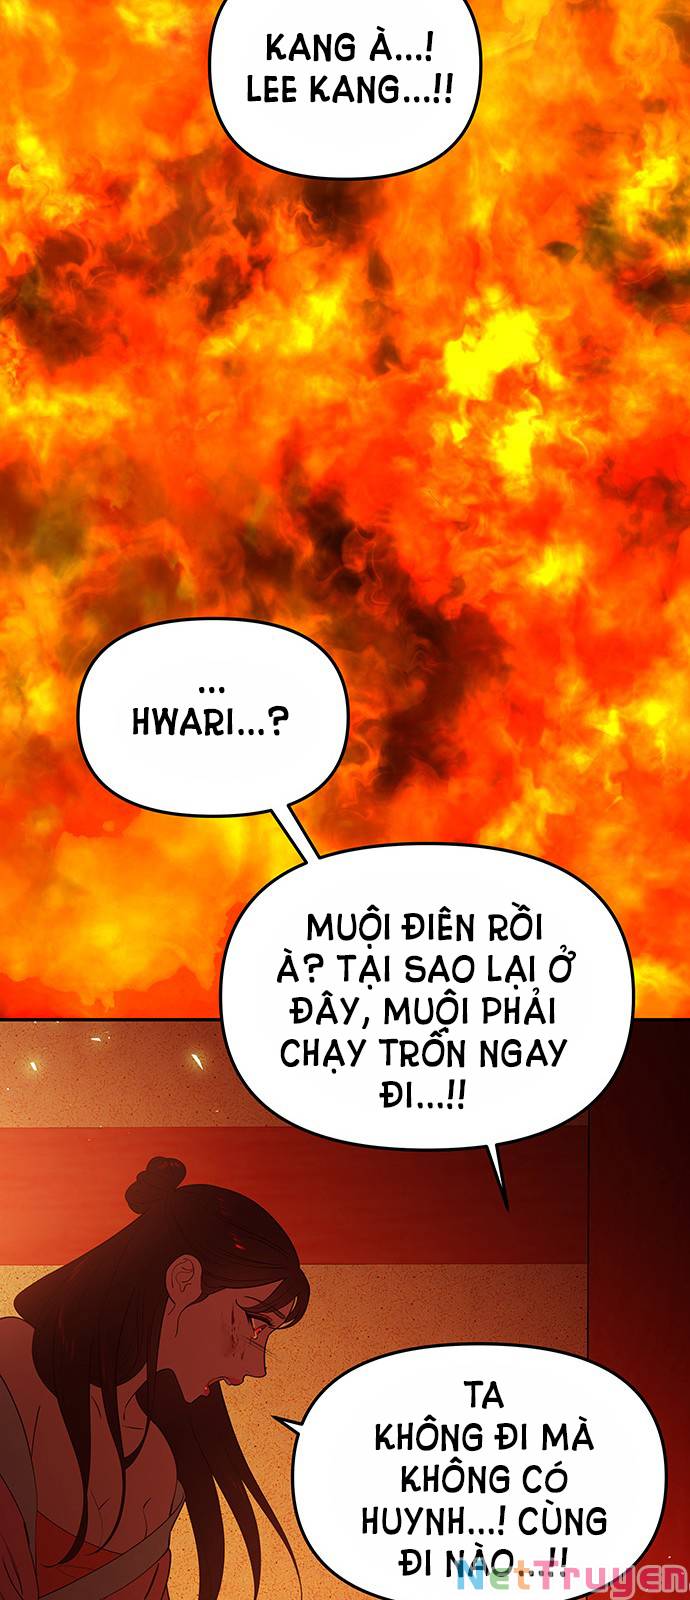 KANG À...!
LEE KANG...!!
...
HWARI...?
MUỘI ĐIÊN RỒI
À? TẠI SAO LẠI Ở
ĐÂY, MUỘI PHẢI
CHẠY TRỐN NGAY
ĐI...!!
TA
KHÔNG ĐI MÀ
KHÔNG CÓ
HUYNH...! CÙNG
ĐI NÀO...!!
NetTruyen